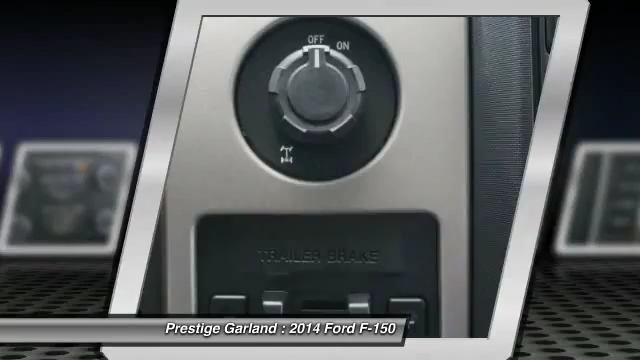 OFF
ON
TRAILER BRAKE
Prestige Garland : 2014 Ford F-150